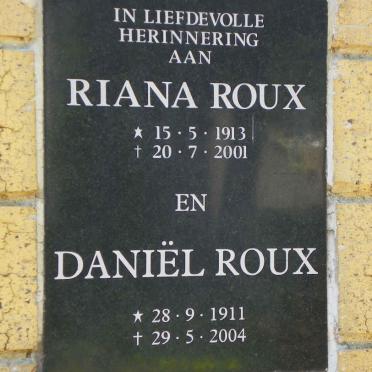 IN LIEFDEVOLLE
HERINNERING
AAN
RIANA ROUX
★ 15 · 5 · 1913
† 20 · 7 · 2001
EN
DANIËL ROUX
★ 28 · 9 · 1911
† 29 · 5 · 2004